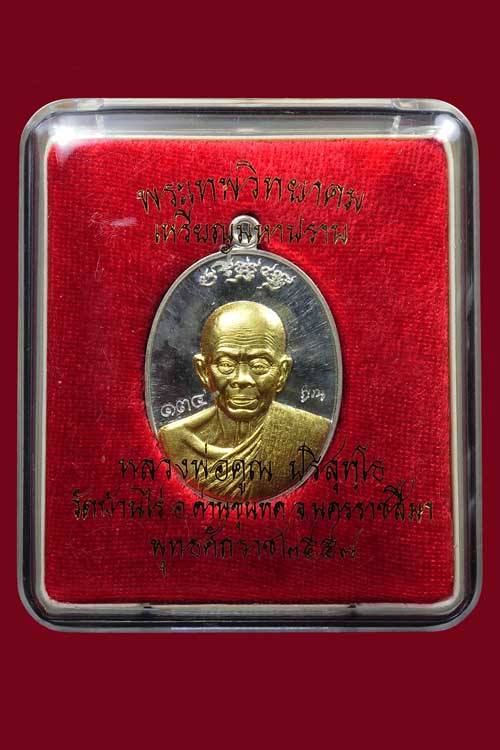 พระเทพวิทยาคม
เหรียญมหาปราบ
๑๓๔
หลวงพ่อคูณ ปริสุทฺโธ
วัดบ้านไร่ อ.ด่านขุนทด จ.นครราชสีมา
พุทธศักราช ๒๕๕๗